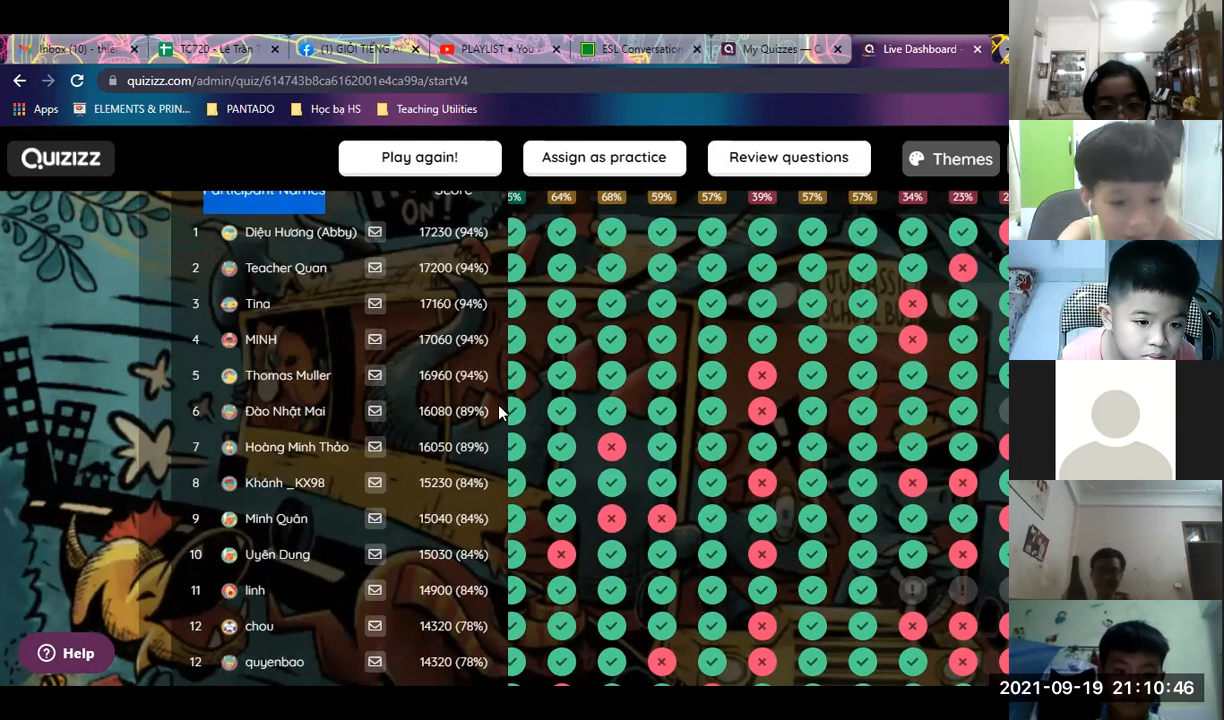 Inbox (10) - thie
TC720 - Lê Trần T
(1) GIỎI TIẾNG A
PLAYLIST ● You
ESL Conversation
My Quizzes — Q
Live Dashboard -
quizizz.com/admin/quiz/614743b8ca6162001e4ca99a/startV4
Apps ELEMENTS & PRIN... PANTADO Học bạ HS Teaching Utilities
QUIZIZZ Play again! Assign as practice Review questions Themes
Participant Names Score 5% 64% 68% 59% 57% 39% 57% 57% 34% 23% 2
1 Diệu Hương (Abby) 17230 (94%)
2 Teacher Quan 17200 (94%)
3 Tina 17160 (94%)
4 MINH 17060 (94%)
5 Thomas Muller 16960 (94%)
6 Đào Nhật Mai 16080 (89%)
7 Hoàng Minh Thảo 16050 (89%)
8 Khánh _KX98 15230 (84%)
9 Minh Quân 15040 (84%)
10 Uyên Dung 15030 (84%)
11 linh 14900 (84%)
12 chou 14320 (78%)
12 quyenbao 14320 (78%)
ON!
JURASSIC
SCHOOL BUS
Help
2021-09-19 21:10:46